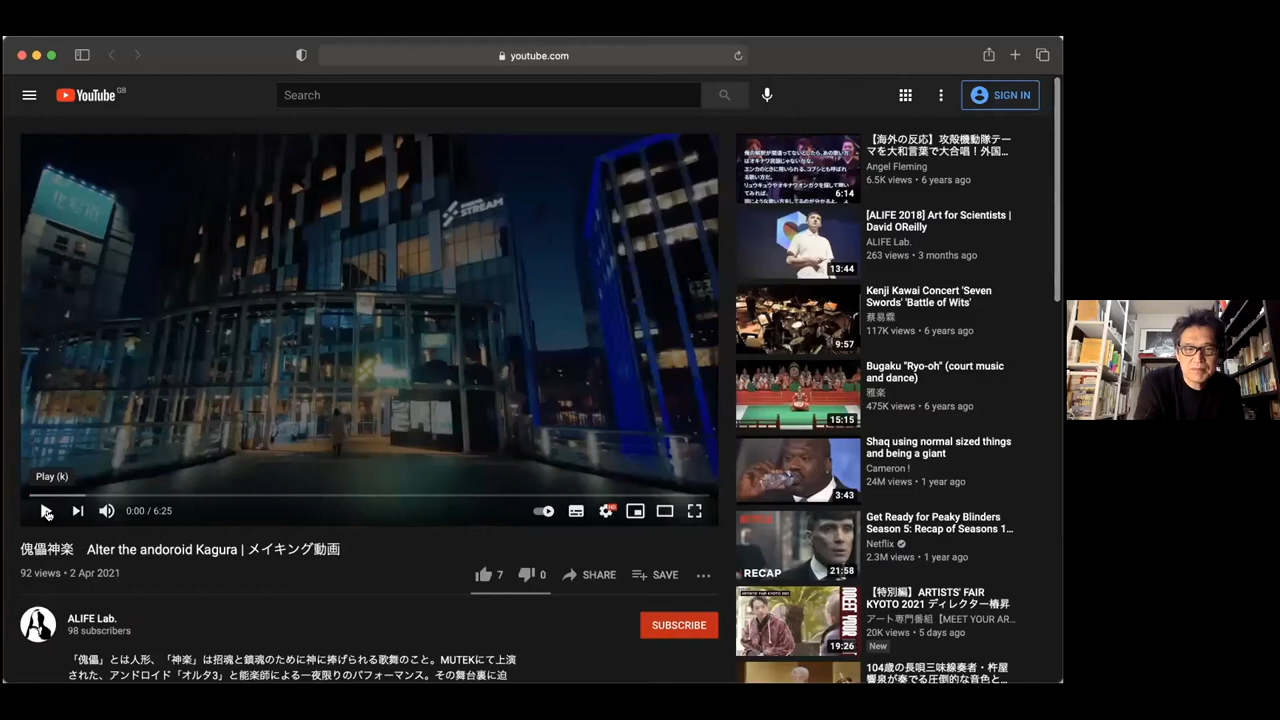 youtube.com
YouTube GB
Search
SIGN IN
STREAM
Play (k)
0:00 / 6:25
傀儡神楽 Alter the andoroid Kagura | メイキング動画
92 views • 2 Apr 2021
7
0
SHARE
SAVE
ALIFE Lab.
98 subscribers
SUBSCRIBE
「傀儡」とは人形、「神楽」は招魂と鎮魂のために神に捧げられる歌舞のこと。MUTEKにて上演
された、アンドロイド「オルタ3」と能楽師による一夜限りのパフォーマンス。その舞台裏に迫
6:14
【海外の反応】攻殻機動隊テー
マを大和言葉で大合唱！外国...
Angel Fleming
6.5K views • 6 years ago
13:44
[ALIFE 2018] Art for Scientists |
David OReilly
ALIFE Lab.
263 views • 3 months ago
9:57
Kenji Kawai Concert 'Seven
Swords' 'Battle of Wits'
蔡易霖
117K views • 6 years ago
15:15
Bugaku "Ryo-oh" (court music
and dance)
雅楽
475K views • 6 years ago
3:43
Shaq using normal sized things
and being a giant
Cameron !
24M views • 1 year ago
NETFLIX
RECAP
21:58
Get Ready for Peaky Blinders
Season 5: Recap of Seasons 1...
Netflix
2.3M views • 1 year ago
MEET YOUR
19:26
【特別編】ARTISTS' FAIR
KYOTO 2021 ディレクター椿昇
アート専門番組【MEET YOUR AR...
20K views • 5 days ago
New
104歳の長唄三味線奏者・杵屋
響泉が奏でる圧倒的な音色と...